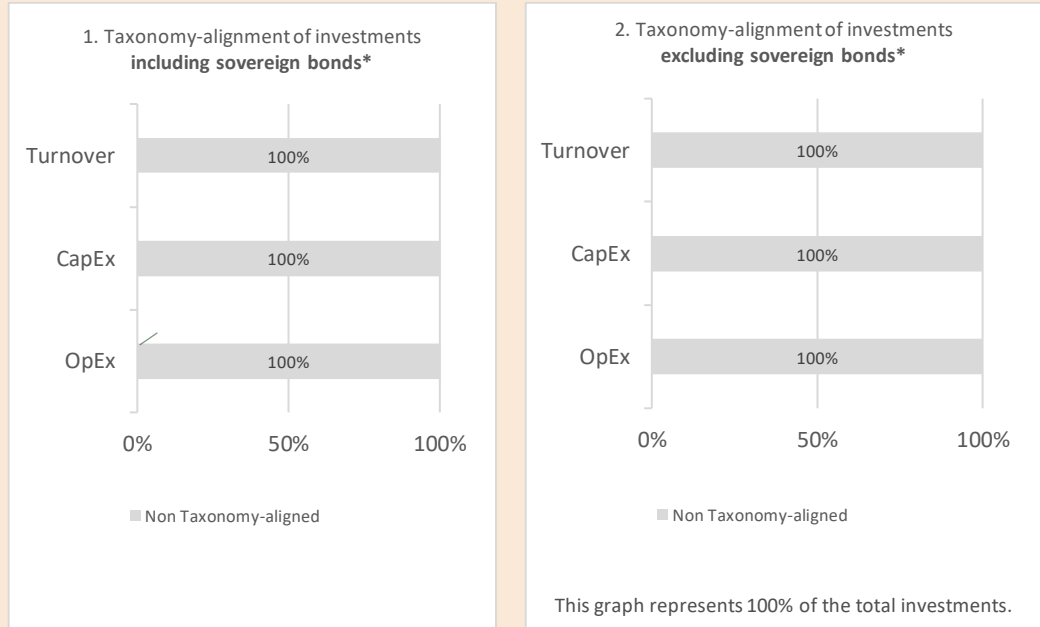 1. Taxonomy-alignment of investments
including sovereign bonds*
Turnover
100%
CapEx
100%
OpEx
100%
0%
50%
100%
Non Taxonomy-aligned
2. Taxonomy-alignment of investments
excluding sovereign bonds*
Turnover
100%
CapEx
100%
OpEx
100%
0%
50%
100%
Non Taxonomy-aligned
This graph represents 100% of the total investments.